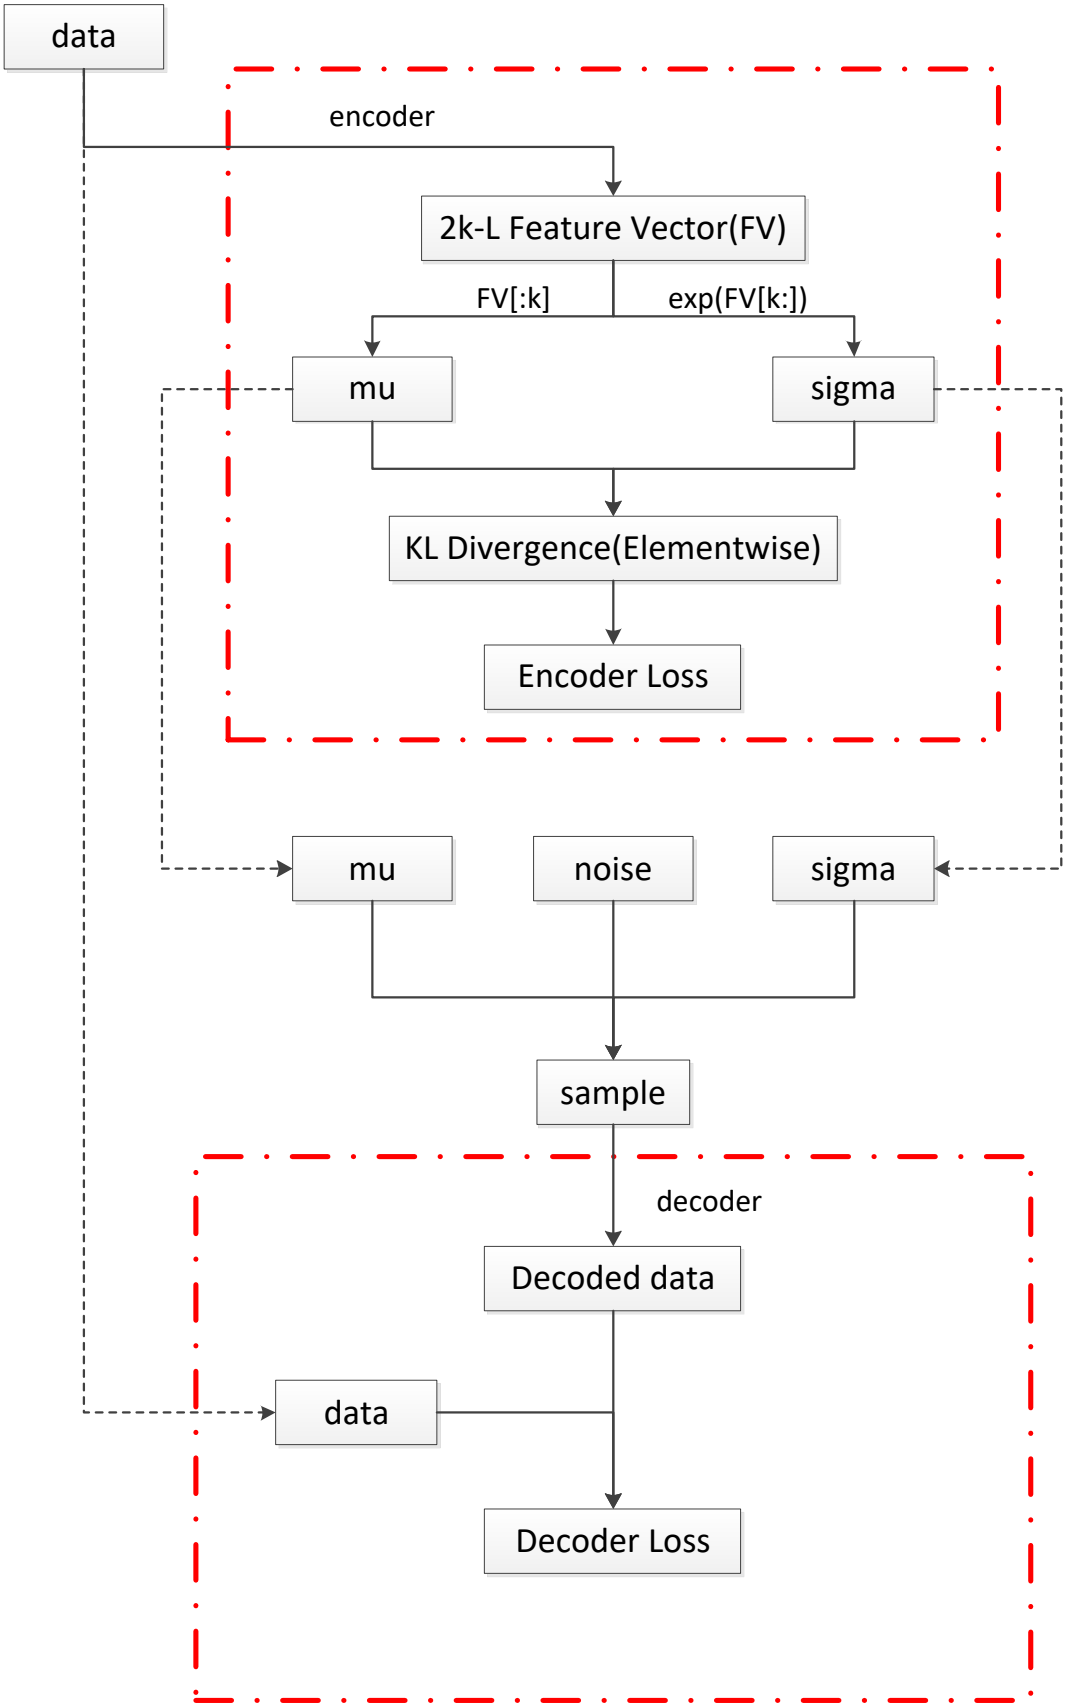 data
encoder
2k-L Feature Vector(FV)
FV[:k]
exp(FV[k:])
mu
sigma
KL Divergence(Elementwise)
Encoder Loss
mu
noise
sigma
sample
decoder
Decoded data
data
Decoder Loss